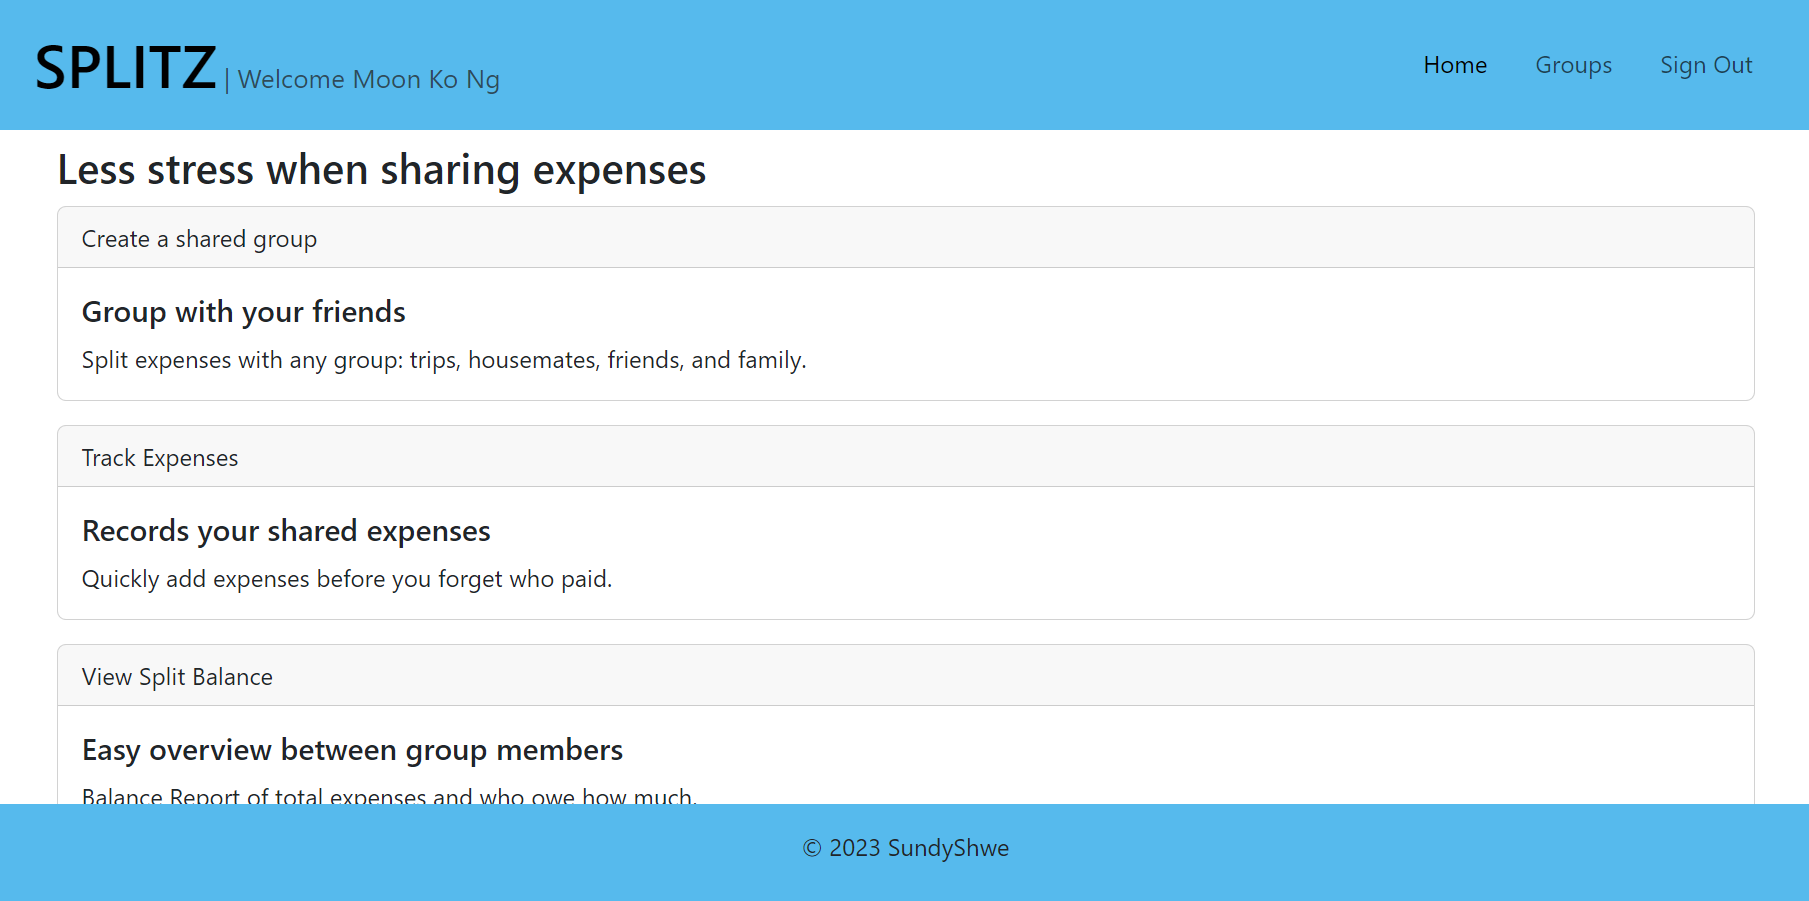 SPLITZ | Welcome Moon Ko Ng
Home Groups Sign Out
Less stress when sharing expenses
Create a shared group
Group with your friends
Split expenses with any group: trips, housemates, friends, and family.
Track Expenses
Records your shared expenses
Quickly add expenses before you forget who paid.
View Split Balance
Easy overview between group members
Balance Report of total expenses and who owe how much.
© 2023 SundyShwe